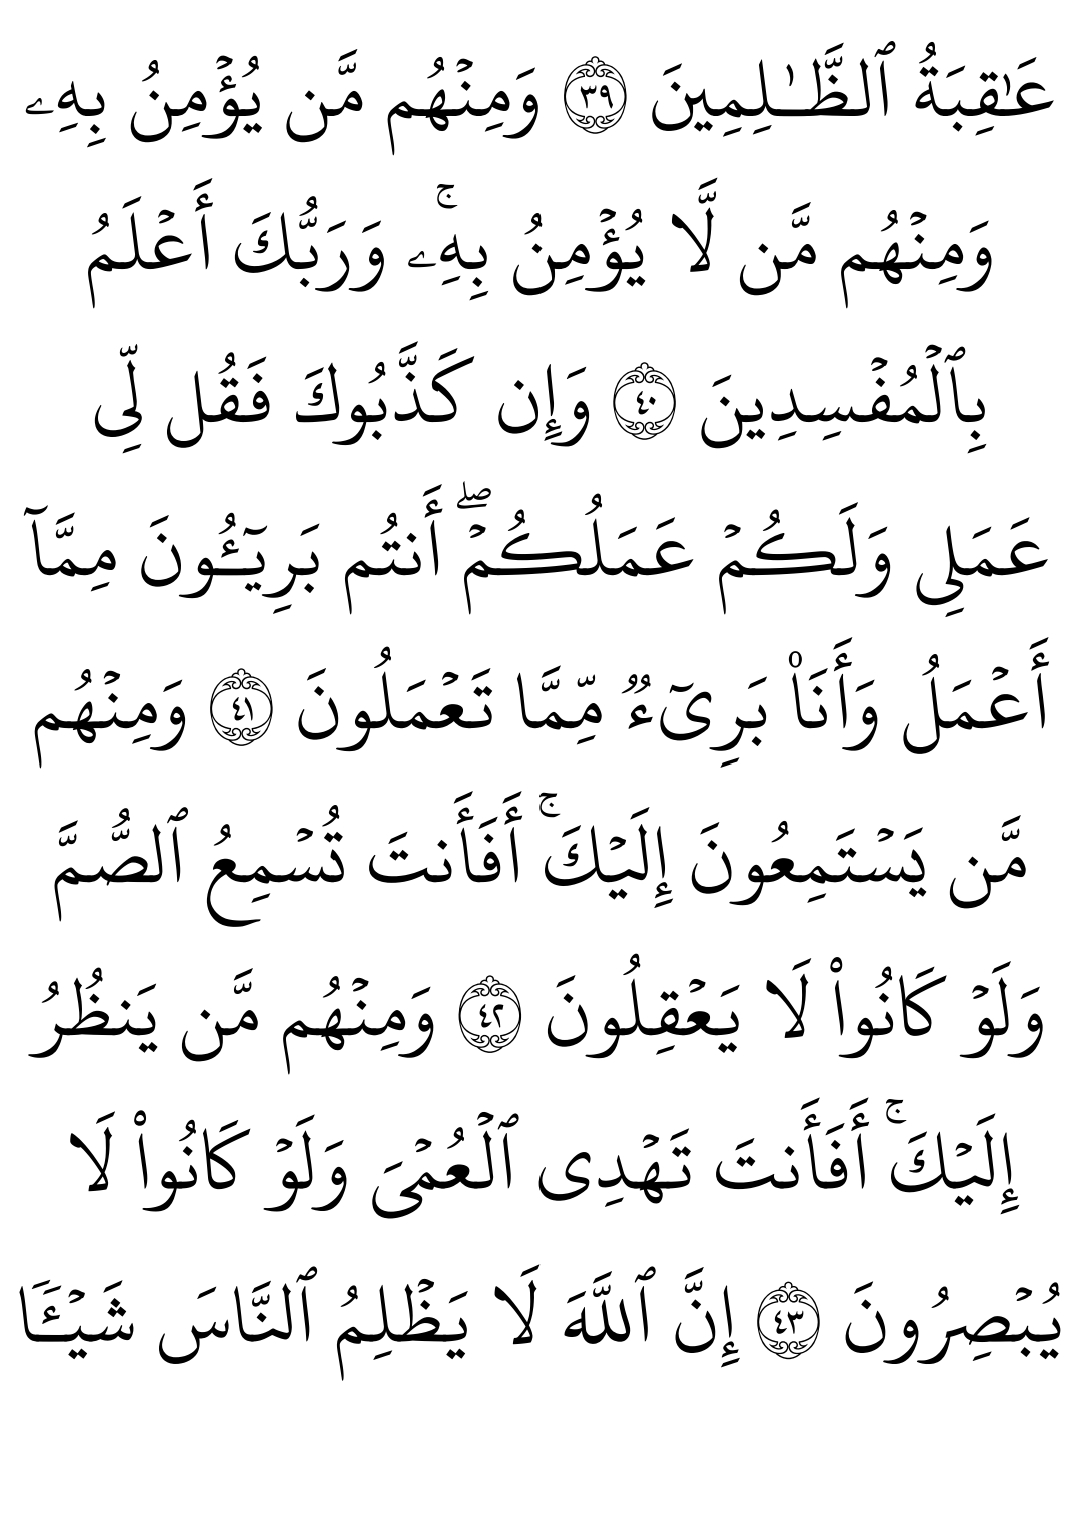 عَٰقِبَةُ ٱلظَّـٰلِمِينَ ٣٩ وَمِنْهُم مَّن يُؤْمِنُ بِهِۦ
وَمِنْهُم مَّن لَّا يُؤْمِنُ بِهِۦۚ وَرَبُّكَ أَعْلَمُ
بِٱلْمُفْسِدِينَ ٤٠ وَإِن كَذَّبُوكَ فَقُل لِّى
عَمَلِى وَلَكُمْ عَمَلُكُمْۖ أَنتُم بَرِيٓـُٔونَ مِمَّآ
أَعْمَلُ وَأَنَا۠ بَرِىٓءٌ مِّمَّا تَعْمَلُونَ ٤١ وَمِنْهُم
مَّن يَسْتَمِعُونَ إِلَيْكَۚ أَفَأَنتَ تُسْمِعُ ٱلصُّمَّ
وَلَوْ كَانُوا۟ لَا يَعْقِلُونَ ٤٢ وَمِنْهُم مَّن يَنظُرُ
إِلَيْكَۚ أَفَأَنتَ تَهْدِى ٱلْعُمْىَ وَلَوْ كَانُوا۟ لَا
يُبْصِرُونَ ٤٣ إِنَّ ٱللَّهَ لَا يَظْلِمُ ٱلنَّاسَ شَيْـًٔا